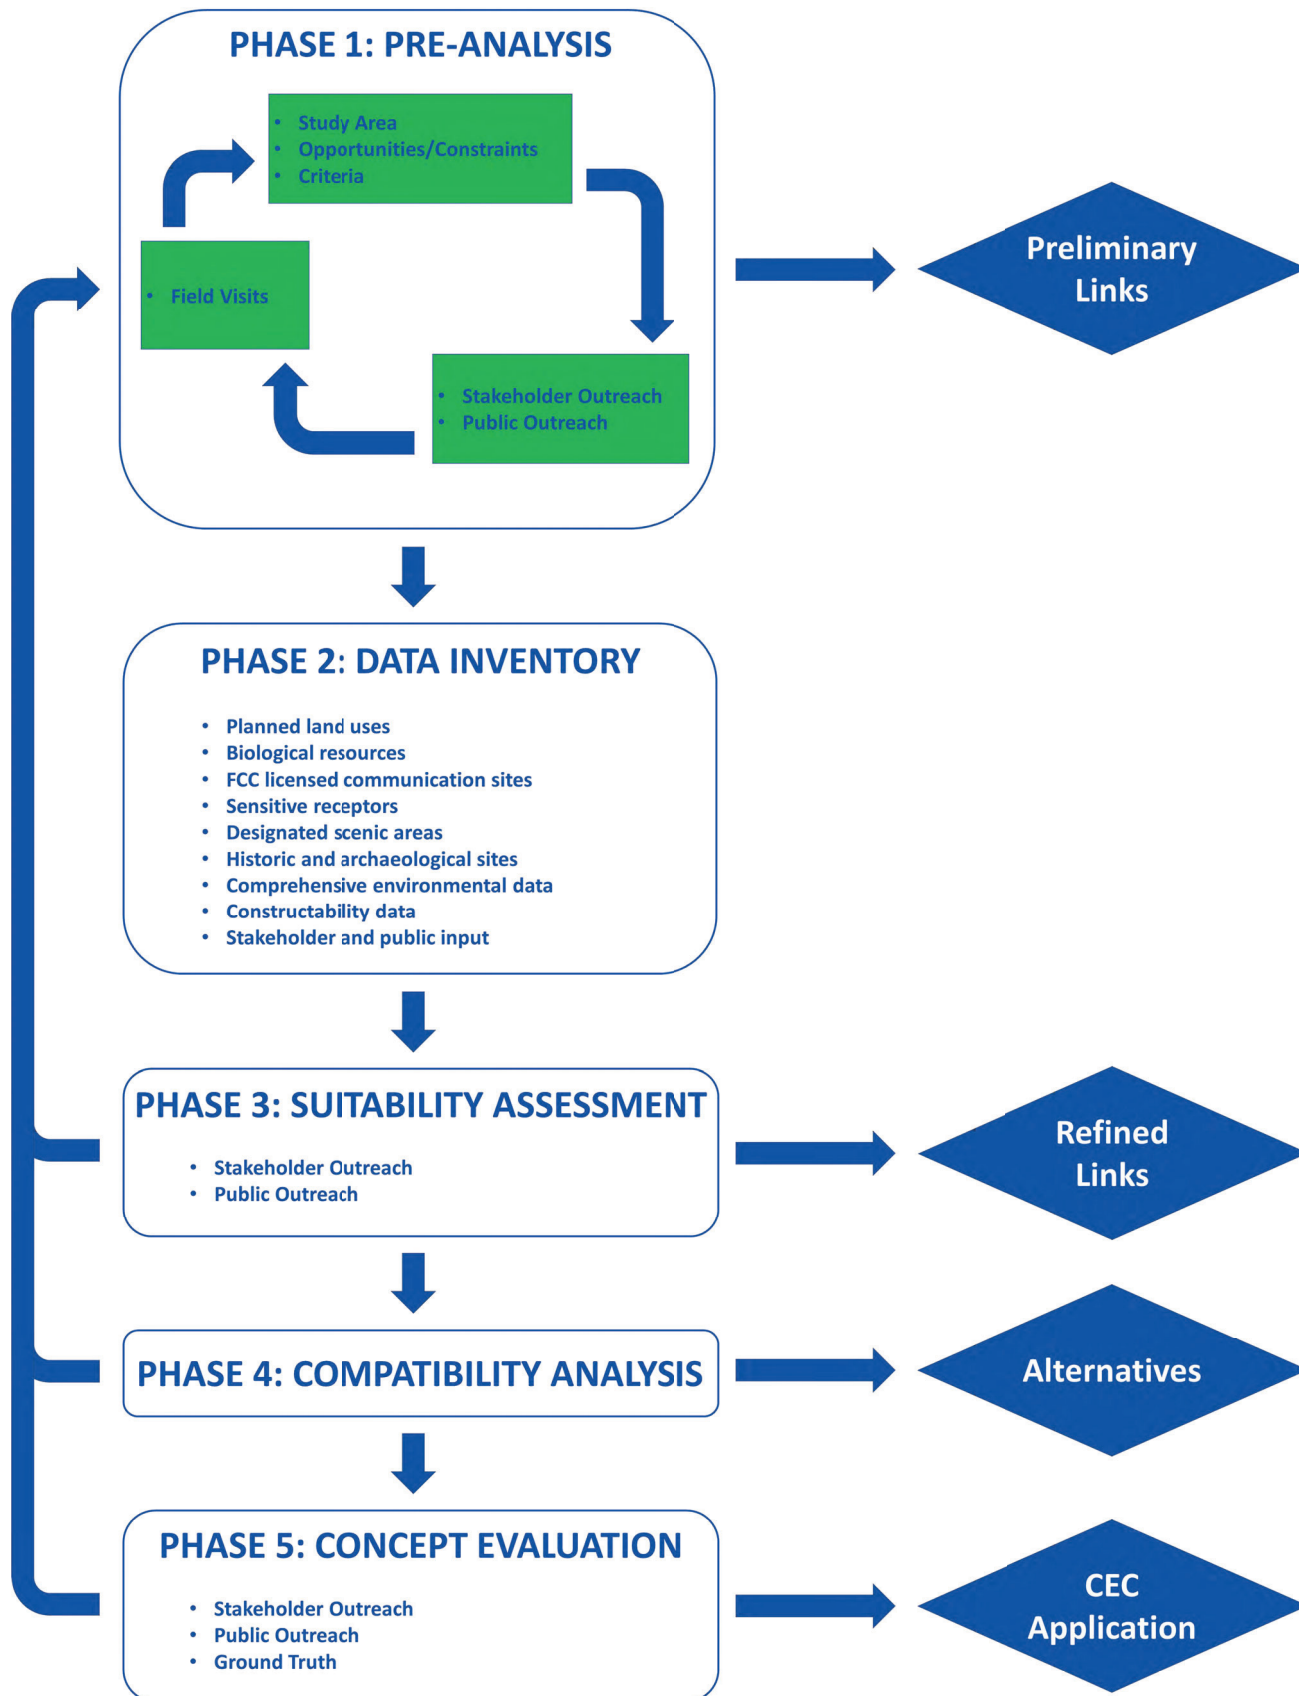 PHASE 1: PRE-ANALYSIS
• Study Area
• Opportunities/Constraints
• Criteria
• Field Visits
• Stakeholder Outreach
• Public Outreach
Preliminary
Links
PHASE 2: DATA INVENTORY
• Planned land uses
• Biological resources
• FCC licensed communication sites
• Sensitive receptors
• Designated scenic areas
• Historic and archaeological sites
• Comprehensive environmental data
• Constructability data
• Stakeholder and public input
PHASE 3: SUITABILITY ASSESSMENT
• Stakeholder Outreach
• Public Outreach
Refined
Links
PHASE 4: COMPATIBILITY ANALYSIS
Alternatives
PHASE 5: CONCEPT EVALUATION
• Stakeholder Outreach
• Public Outreach
• Ground Truth
CEC
Application